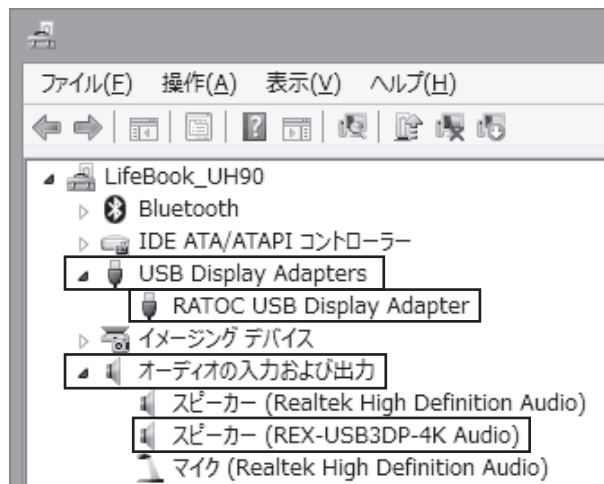 ファイル(F) 操作(A) 表示(V) ヘルプ(H)
LifeBook_UH90
Bluetooth
IDE ATA/ATAPI コントローラー
USB Display Adapters
RATOC USB Display Adapter
イメージング デバイス
オーディオの入力および出力
スピーカー (Realtek High Definition Audio)
スピーカー (REX-USB3DP-4K Audio)
マイク (Realtek High Definition Audio)